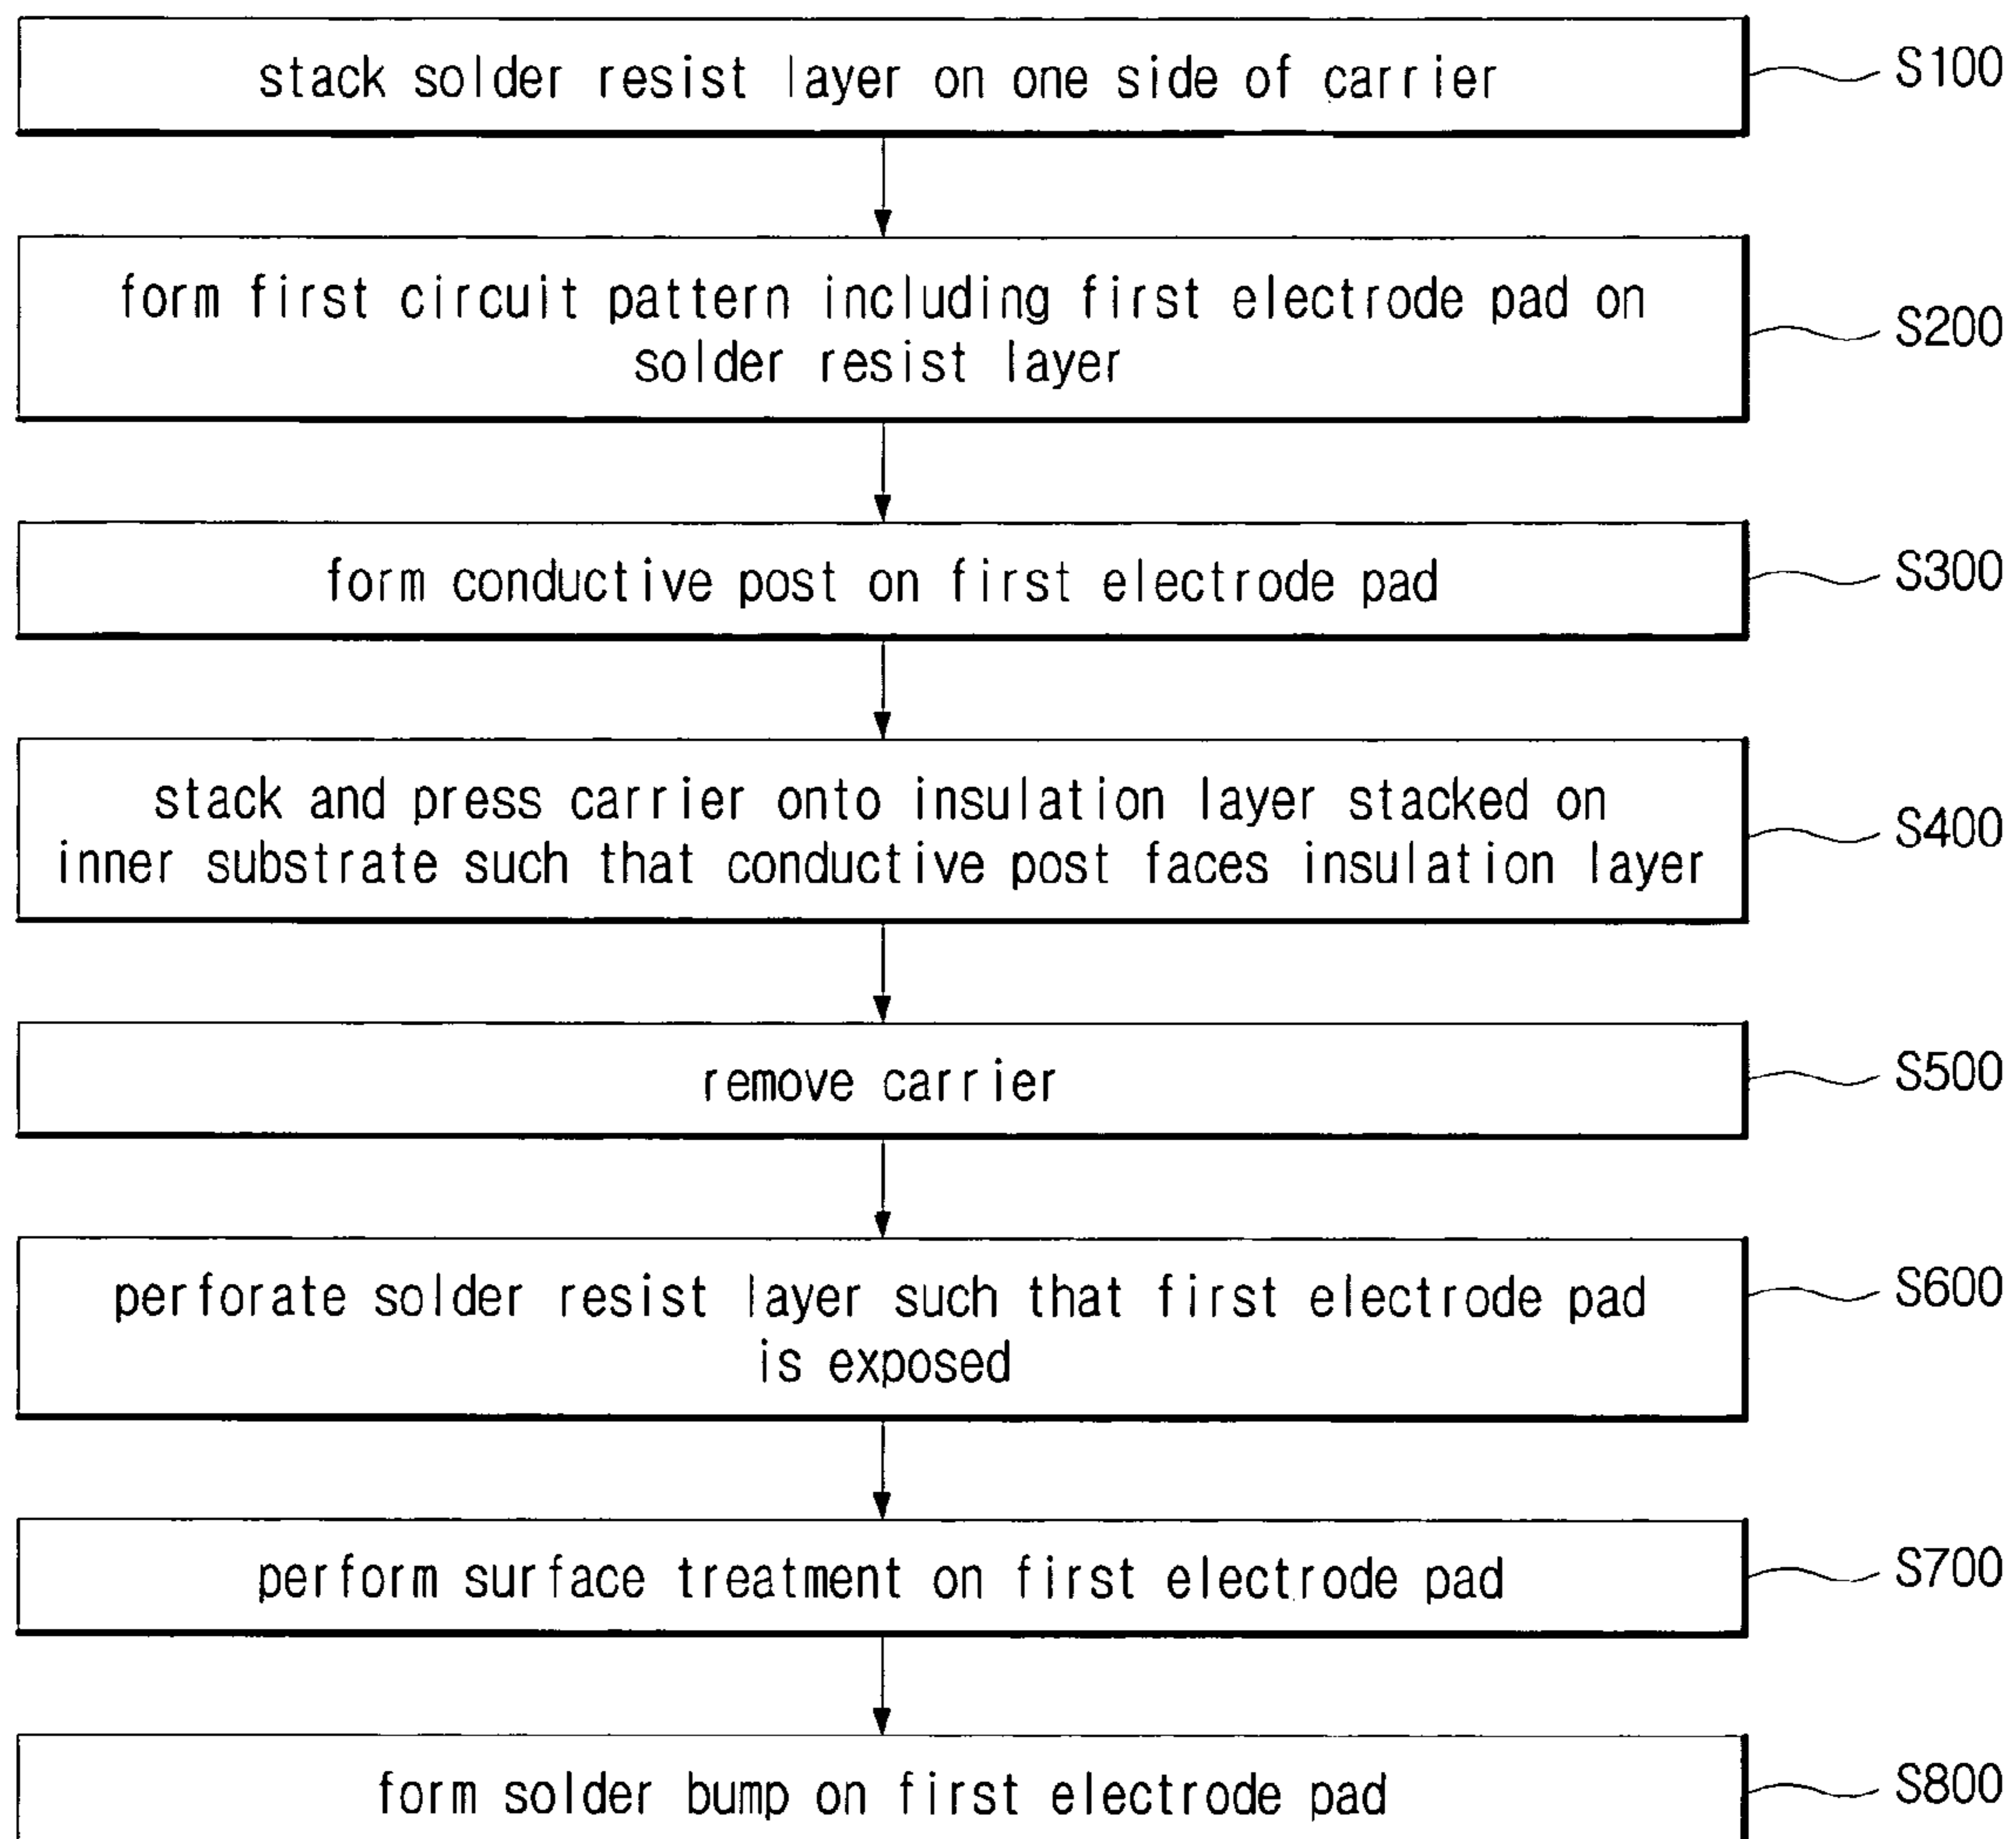 stack solder resist layer on one side of carrier
S100
form first circuit pattern including first electrode pad on
solder resist layer
S200
form conductive post on first electrode pad
S300
stack and press carrier onto insulation layer stacked on
inner substrate such that conductive post faces insulation layer
S400
remove carrier
S500
perforate solder resist layer such that first electrode pad
is exposed
S600
perform surface treatment on first electrode pad
S700
form solder bump on first electrode pad
S800